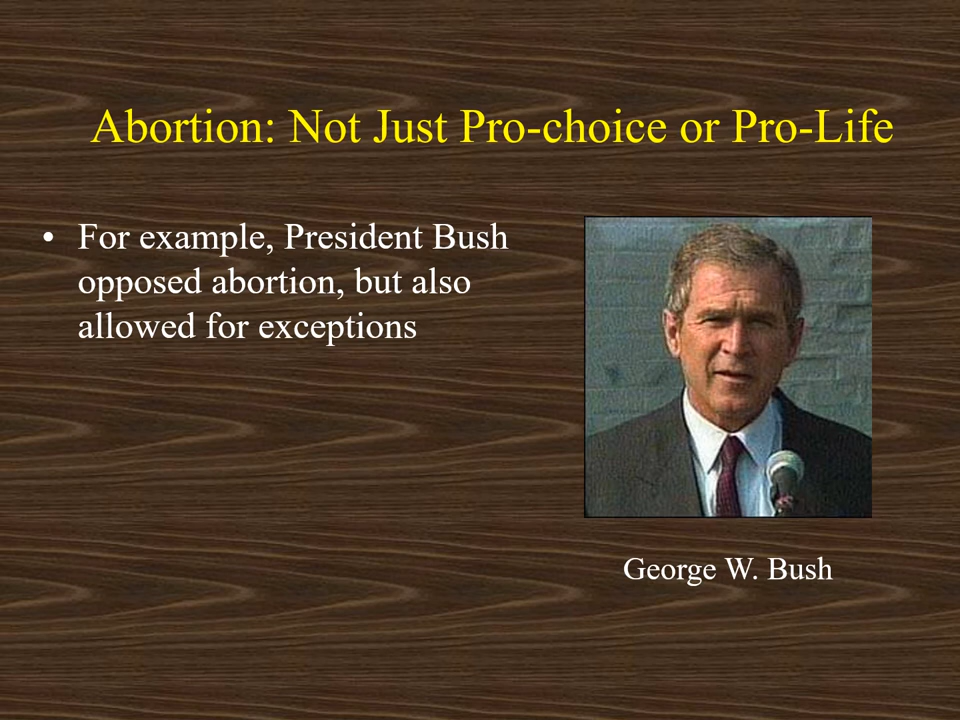 Abortion: Not Just Pro-choice or Pro-Life
• For example, President Bush
opposed abortion, but also
allowed for exceptions
George W. Bush